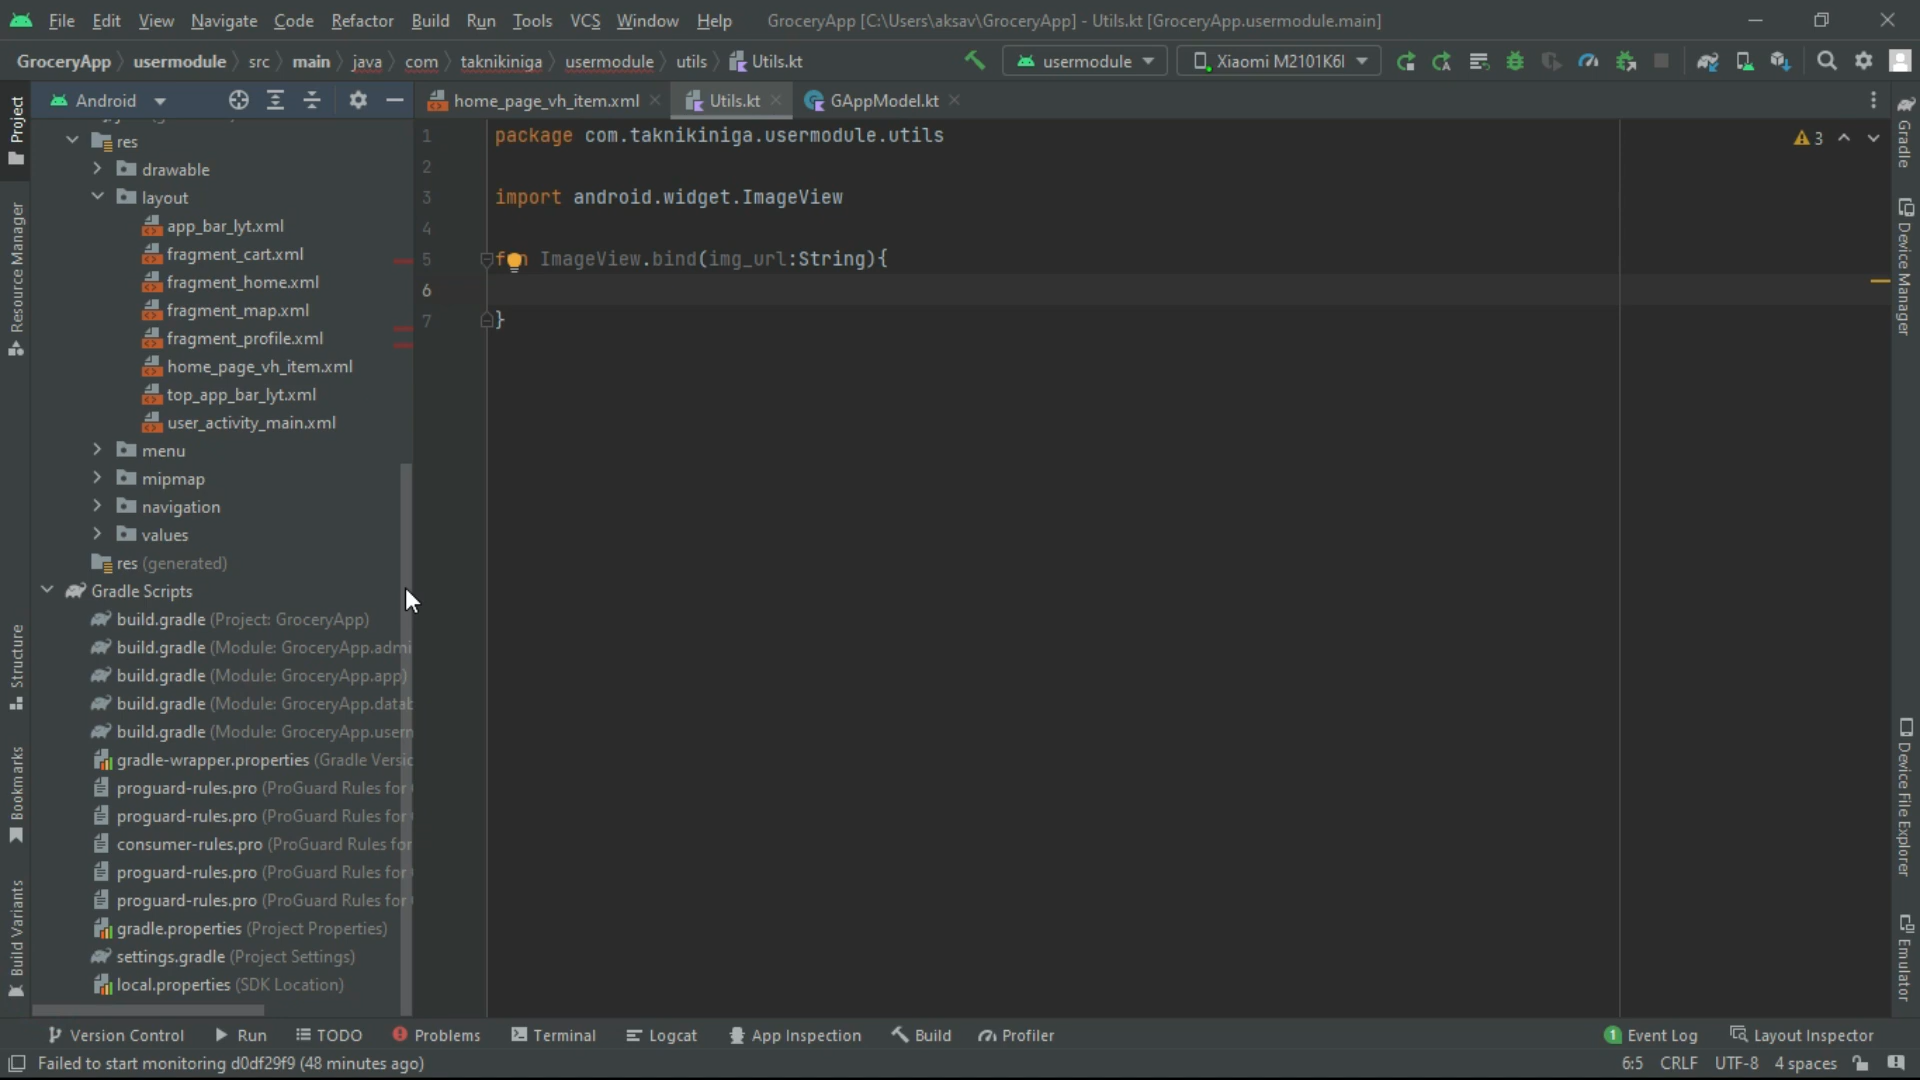 File Edit View Navigate Code Refactor Build Run Tools VCS Window Help GroceryApp [C:\Users\aksav\GroceryApp] - Utils.kt [GroceryApp.usermodule.main]
GroceryApp usermodule src main java com taknikiniga usermodule utils Utils.kt usermodule Xiaomi M2101K6I
Android
home_page_vh_item.xml Utils.kt GAppModel.kt
Project
Resource Manager
Structure
Bookmarks
Build Variants
res
drawable
layout
app_bar_lyt.xml
fragment_cart.xml
fragment_home.xml
fragment_map.xml
fragment_profile.xml
home_page_vh_item.xml
top_app_bar_lyt.xml
user_activity_main.xml
menu
mipmap
navigation
values
res (generated)
Gradle Scripts
build.gradle (Project: GroceryApp)
build.gradle (Module: GroceryApp.admi
build.gradle (Module: GroceryApp.app)
build.gradle (Module: GroceryApp.datab
build.gradle (Module: GroceryApp.usern
gradle-wrapper.properties (Gradle Versic
proguard-rules.pro (ProGuard Rules for
proguard-rules.pro (ProGuard Rules for
consumer-rules.pro (ProGuard Rules for
proguard-rules.pro (ProGuard Rules for
proguard-rules.pro (ProGuard Rules for
gradle.properties (Project Properties)
settings.gradle (Project Settings)
local.properties (SDK Location)
1 package com.taknikiniga.usermodule.utils
2
3 import android.widget.ImageView
4
5 fun ImageView.bind(img_url:String){
6
7 }
3
Gradle
Device Manager
Device File Explorer
Emulator
Version Control Run TODO Problems Terminal Logcat App Inspection Build Profiler 1 Event Log Layout Inspector
Failed to start monitoring d0df29f9 (48 minutes ago) 6:5 CRLF UTF-8 4 spaces